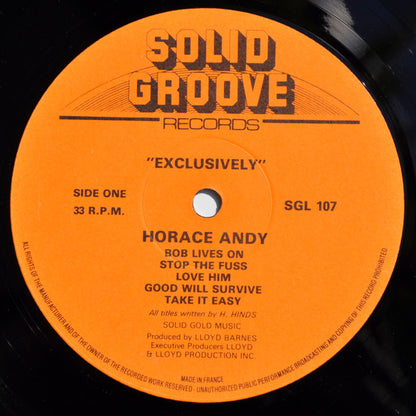 SOLID
GROOVE
RECORDS
"EXCLUSIVELY"
SIDE ONE
33 R.P.M.
SGL 107
HORACE ANDY
BOB LIVES ON
STOP THE FUSS
LOVE HIM
GOOD WILL SURVIVE
TAKE IT EASY
All titles written by H. HINDS
SOLID GOLD MUSIC
Produced by LLOYD BARNES
Executive Producers LLOYD
& LLOYD PRODUCTION INC.
MADE IN FRANCE
ALL RIGHTS OF THE MANUFACTURER AND OF THE OWNER OF THE RECORDED WORK RESERVED - UNAUTHORIZED PUBLIC PERFORMANCE BROADCASTING AND COPYING OF THIS RECORD PROHIBITED